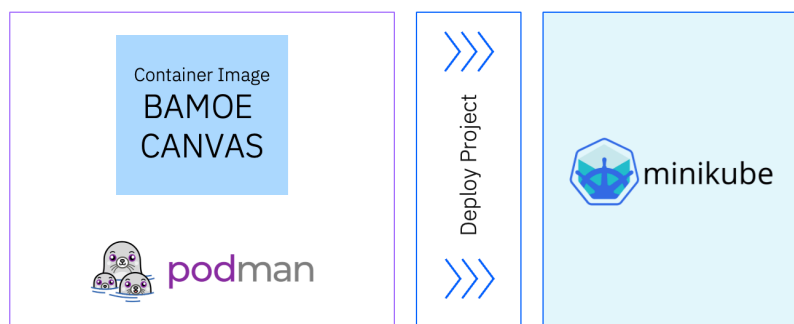 Container Image
BAMOE
CANVAS
podman
Deploy Project
minikube